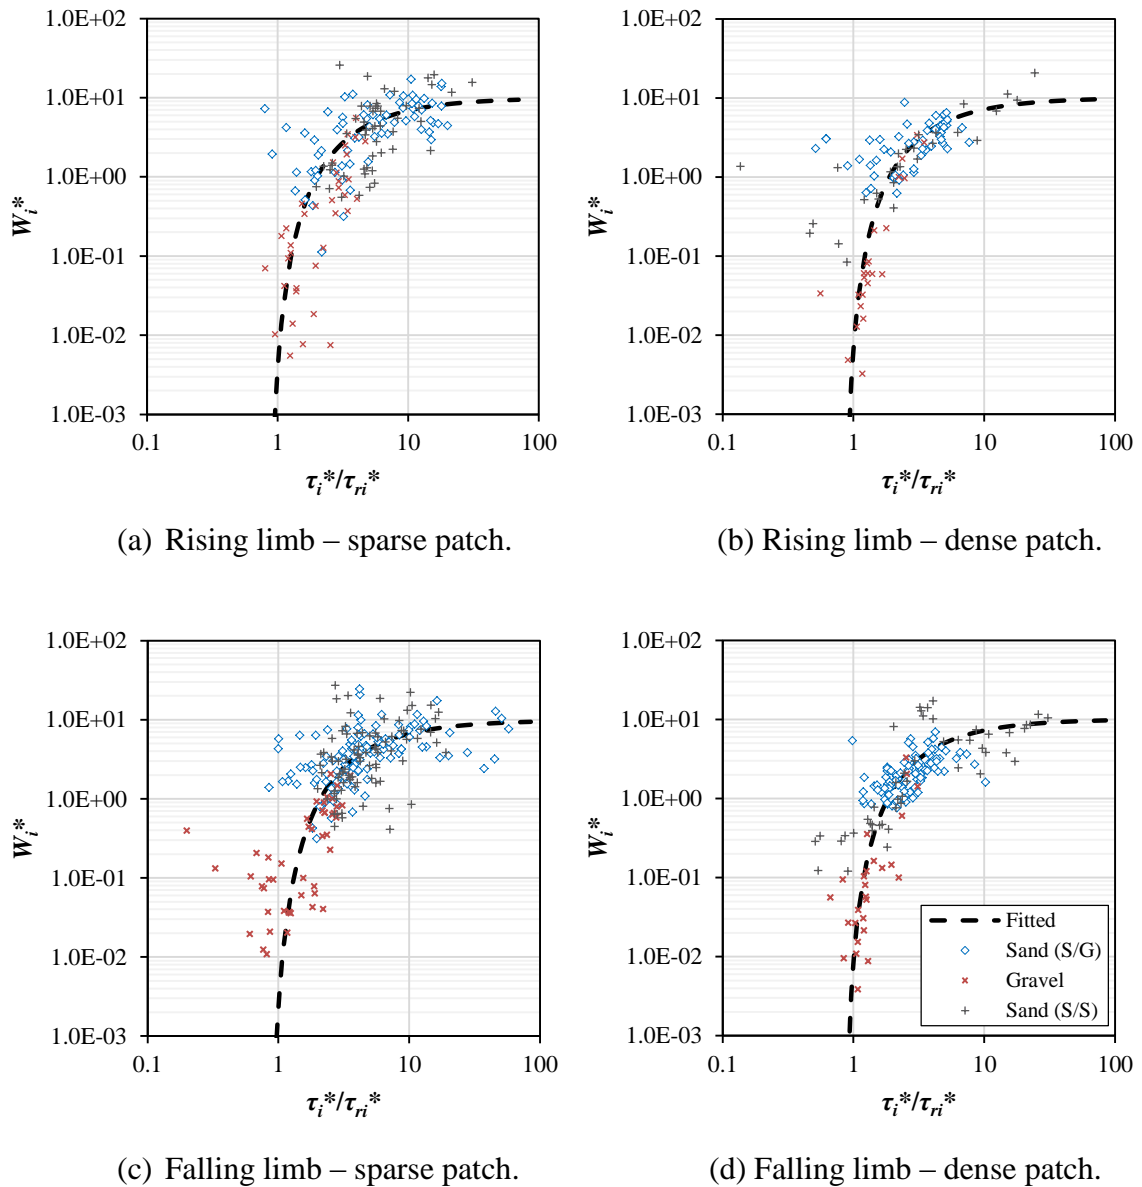 1.0E+02
1.0E+01
1.0E+00
1.0E-01
1.0E-02
1.0E-03
W_i*
0.1 1 10 100
τ_i*/τ_ri*
(a) Rising limb – sparse patch.
1.0E+02
1.0E+01
1.0E+00
1.0E-01
1.0E-02
1.0E-03
W_i*
0.1 1 10 100
τ_i*/τ_ri*
(b) Rising limb – dense patch.
1.0E+02
1.0E+01
1.0E+00
1.0E-01
1.0E-02
1.0E-03
W_i*
0.1 1 10 100
τ_i*/τ_ri*
(c) Falling limb – sparse patch.
1.0E+02
1.0E+01
1.0E+00
1.0E-01
1.0E-02
1.0E-03
W_i*
Fitted
Sand (S/G)
Gravel
Sand (S/S)
0.1 1 10 100
τ_i*/τ_ri*
(d) Falling limb – dense patch.